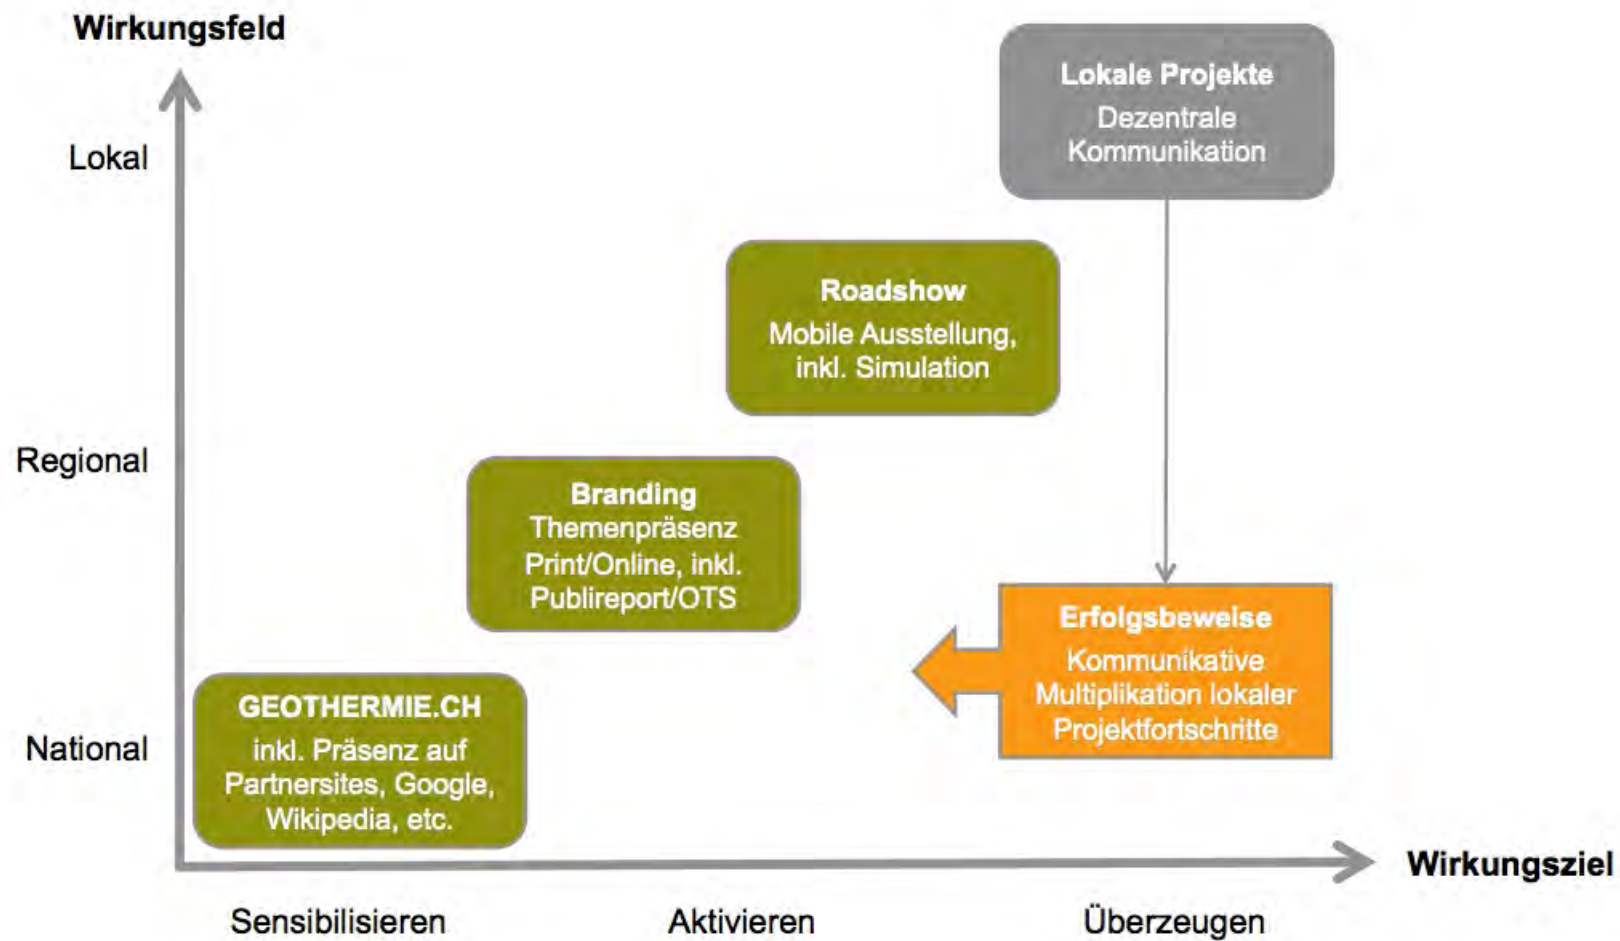 Wirkungsfeld
Lokale Projekte
Dezentrale
Kommunikation
Lokal
Roadshow
Mobile Ausstellung,
inkl. Simulation
Regional
Branding
Themenpräsenz
Print/Online, inkl.
Publireport/OTS
Erfolgsbeweise
Kommunikative
Multiplikation lokaler
Projektfortschritte
National
GEOTHERMIE.CH
inkl. Präsenz auf
Partnersites, Google,
Wikipedia, etc.
Wirkungsziel
Sensibilisieren
Aktivieren
Überzeugen